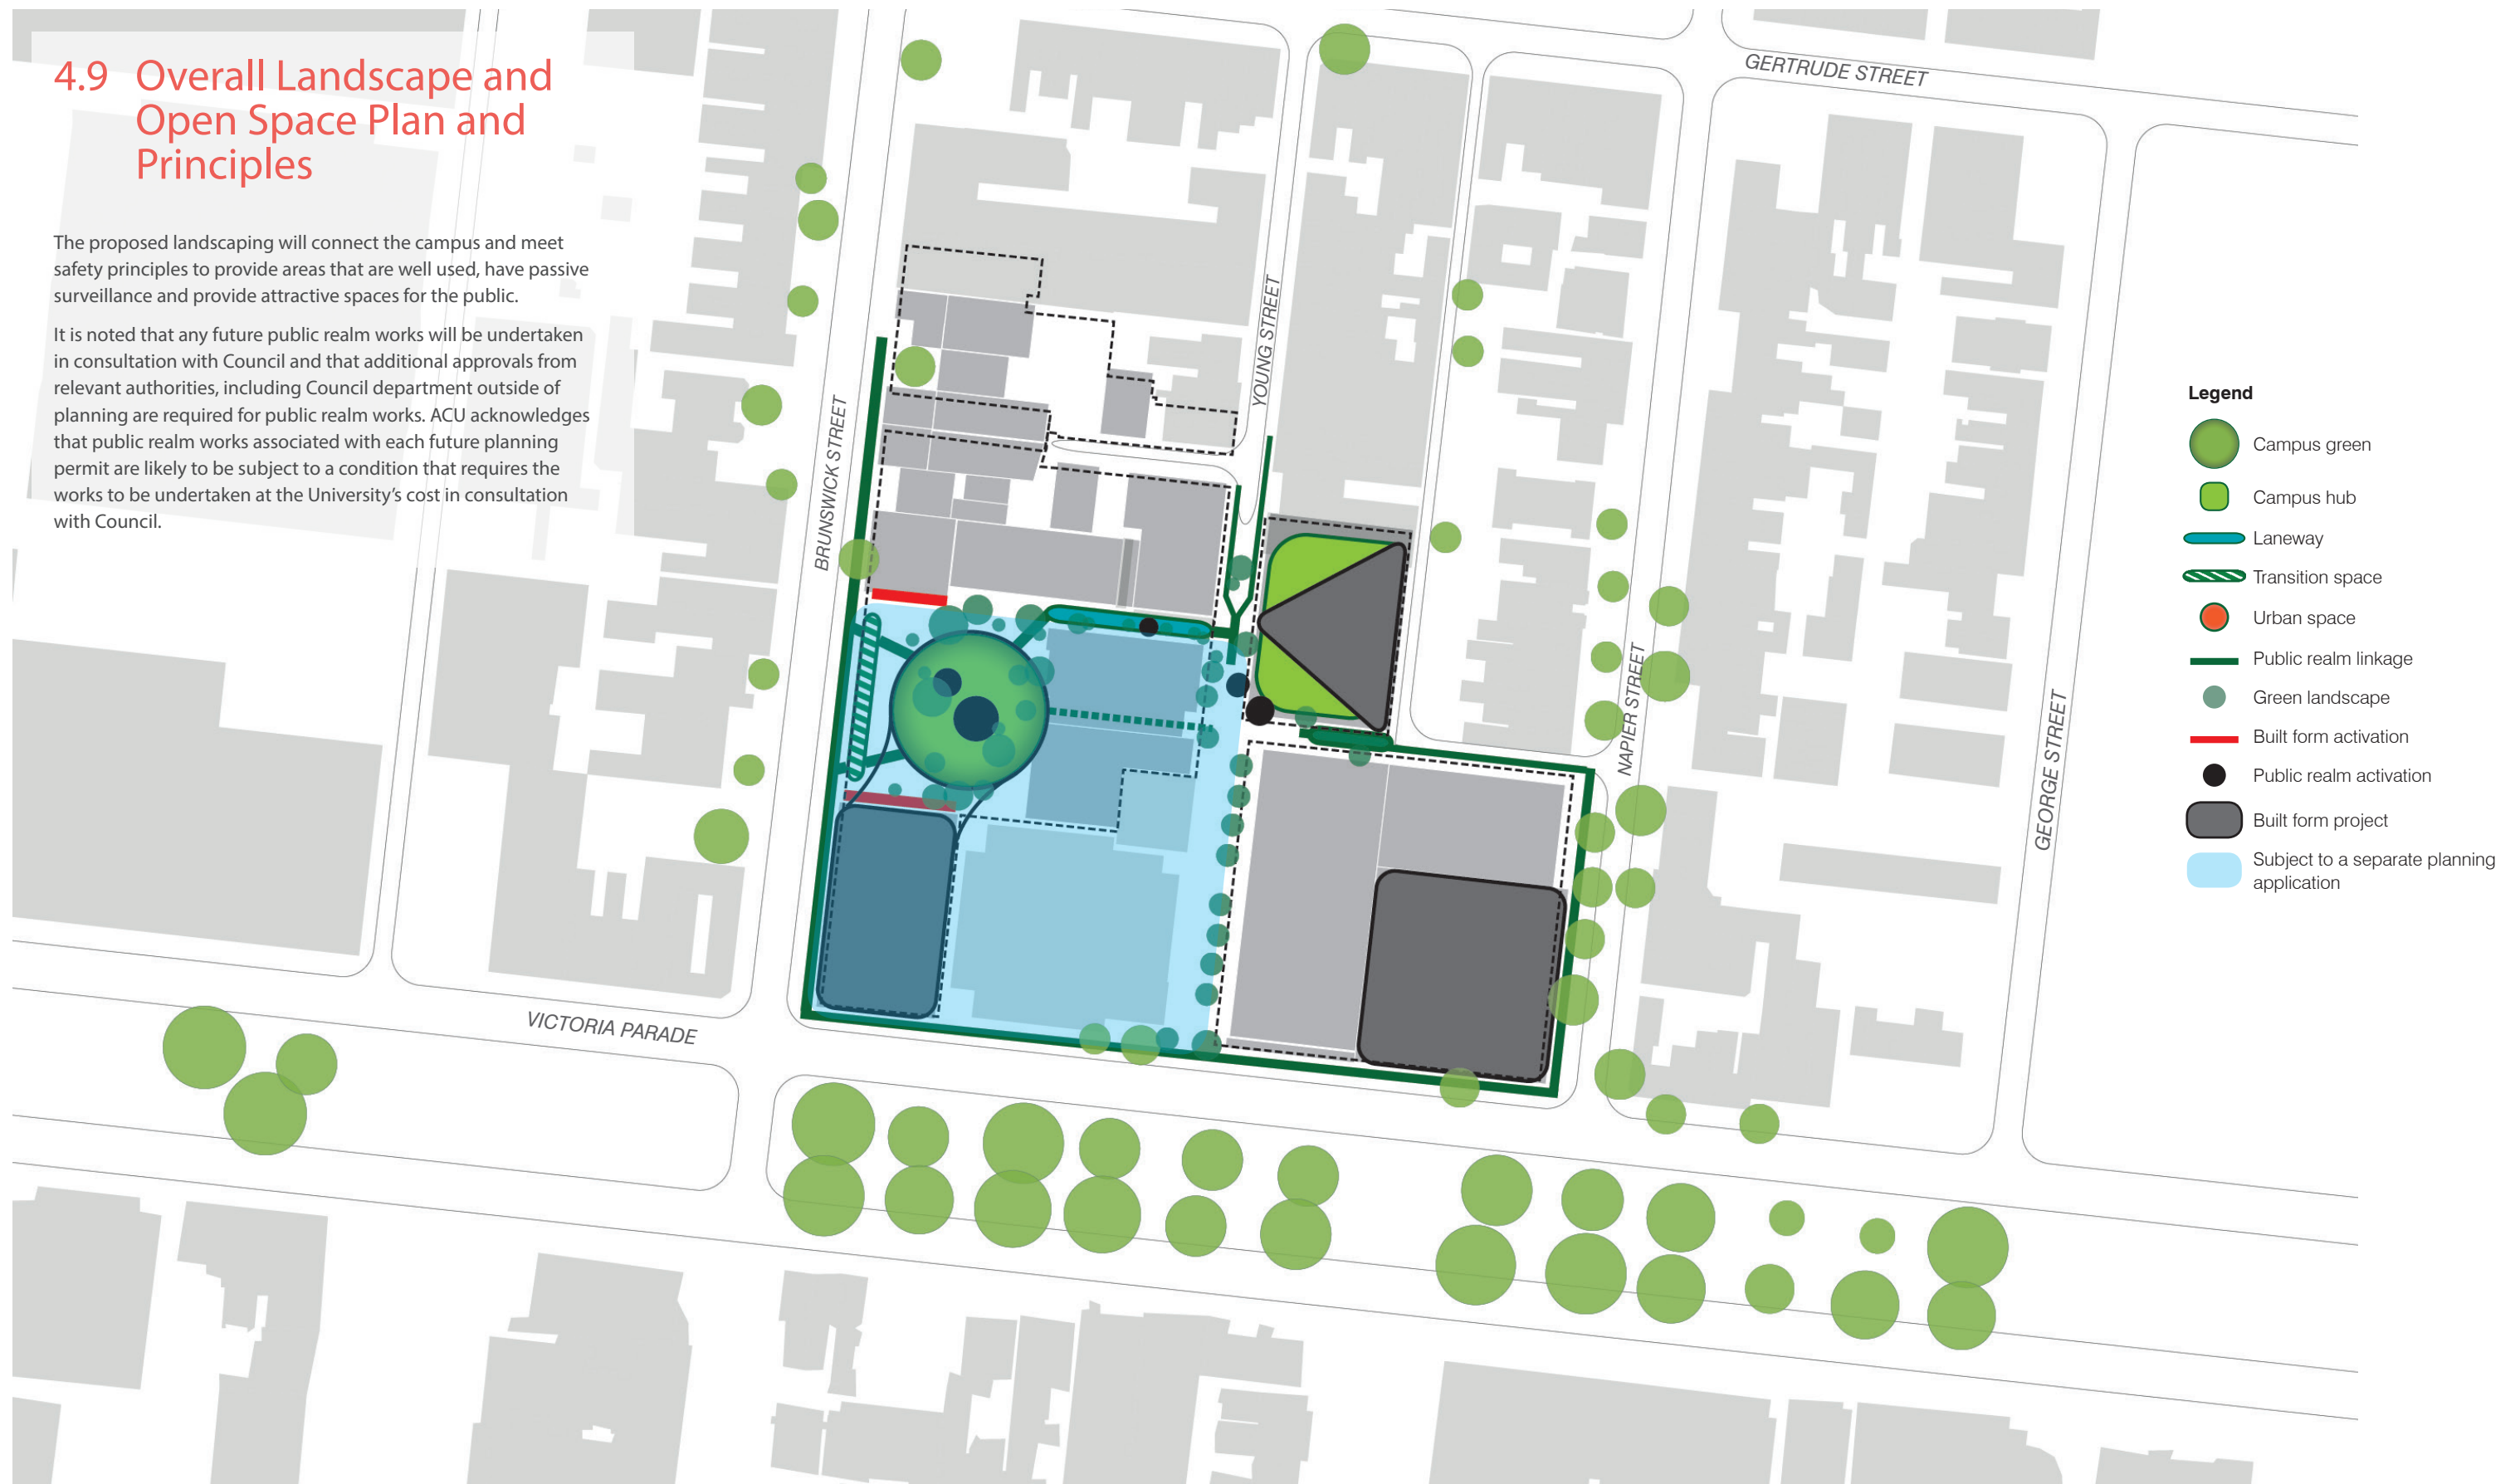 4.9 Overall Landscape and
Open Space Plan and
Principles
The proposed landscaping will connect the campus and meet
safety principles to provide areas that are well used, have passive
surveillance and provide attractive spaces for the public.
It is noted that any future public realm works will be undertaken
in consultation with Council and that additional approvals from
relevant authorities, including Council department outside of
planning are required for public realm works. ACU acknowledges
that public realm works associated with each future planning
permit are likely to be subject to a condition that requires the
works to be undertaken at the University’s cost in consultation
with Council.
GERTRUDE STREET
YOUNG STREET
BRUNSWICK STREET
NAPIER STREET
GEORGE STREET
VICTORIA PARADE
Legend
Campus green
Campus hub
Laneway
Transition space
Urban space
Public realm linkage
Green landscape
Built form activation
Public realm activation
Built form project
Subject to a separate planning
application